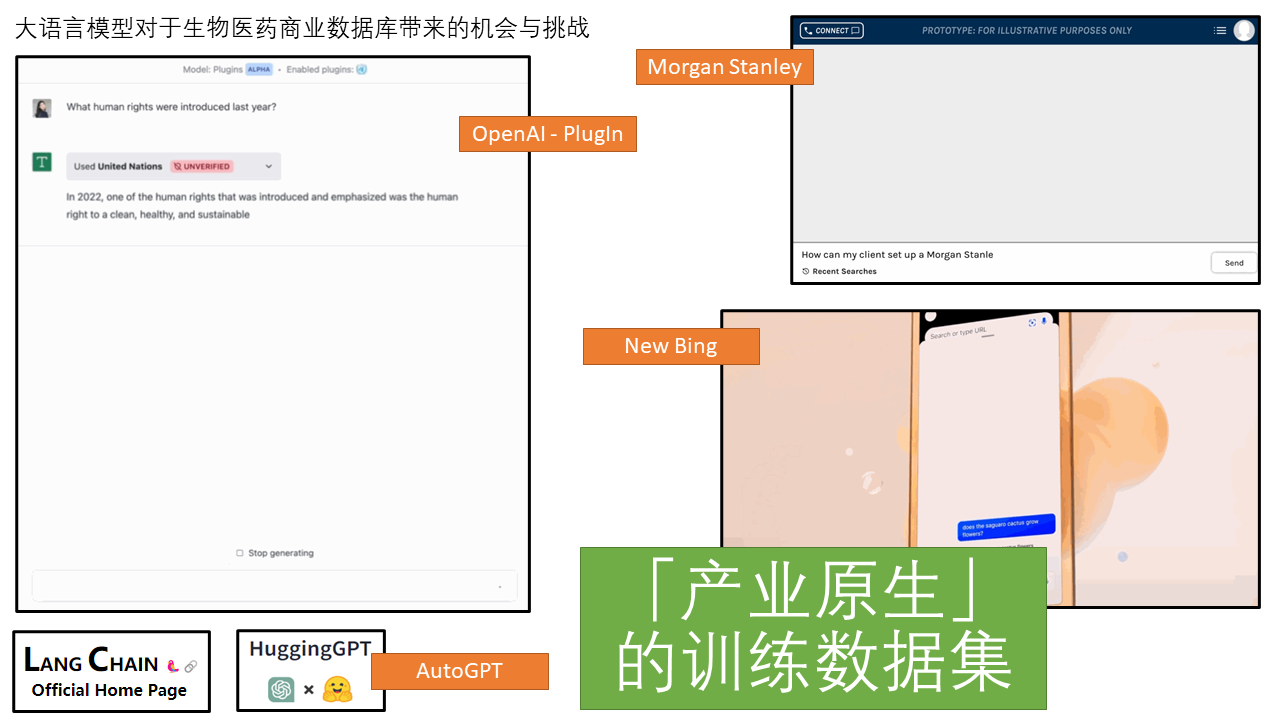 大语言模型对于生物医药商业数据库带来的机会与挑战
Model: Plugins ALPHA • Enabled plugins:
What human rights were introduced last year?
Used United Nations UNVERIFIED
In 2022, one of the human rights that was introduced and emphasized was the human
right to a clean, healthy, and sustainable
Stop generating
OpenAI - PlugIn
Morgan Stanley
CONNECT
PROTOTYPE: FOR ILLUSTRATIVE PURPOSES ONLY
How can my client set up a Morgan Stanle
Recent Searches
Send
New Bing
Search or type URL
does the saguaro cactus grow
flowers?
「产业原生」
的训练数据集
LANG CHAIN
Official Home Page
HuggingGPT
×
AutoGPT